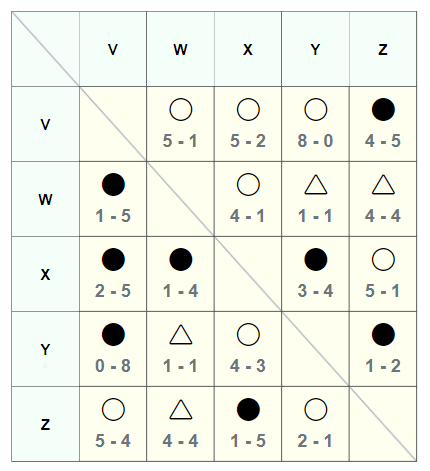 V W X Y Z
V ○ ○ ○ ●
5 - 1 5 - 2 8 - 0 4 - 5
W ● ○ △ △
1 - 5 4 - 1 1 - 1 4 - 4
X ● ● ● ○
2 - 5 1 - 4 3 - 4 5 - 1
Y ● △ ○ ●
0 - 8 1 - 1 4 - 3 1 - 2
Z ○ △ ● ○
5 - 4 4 - 4 1 - 5 2 - 1